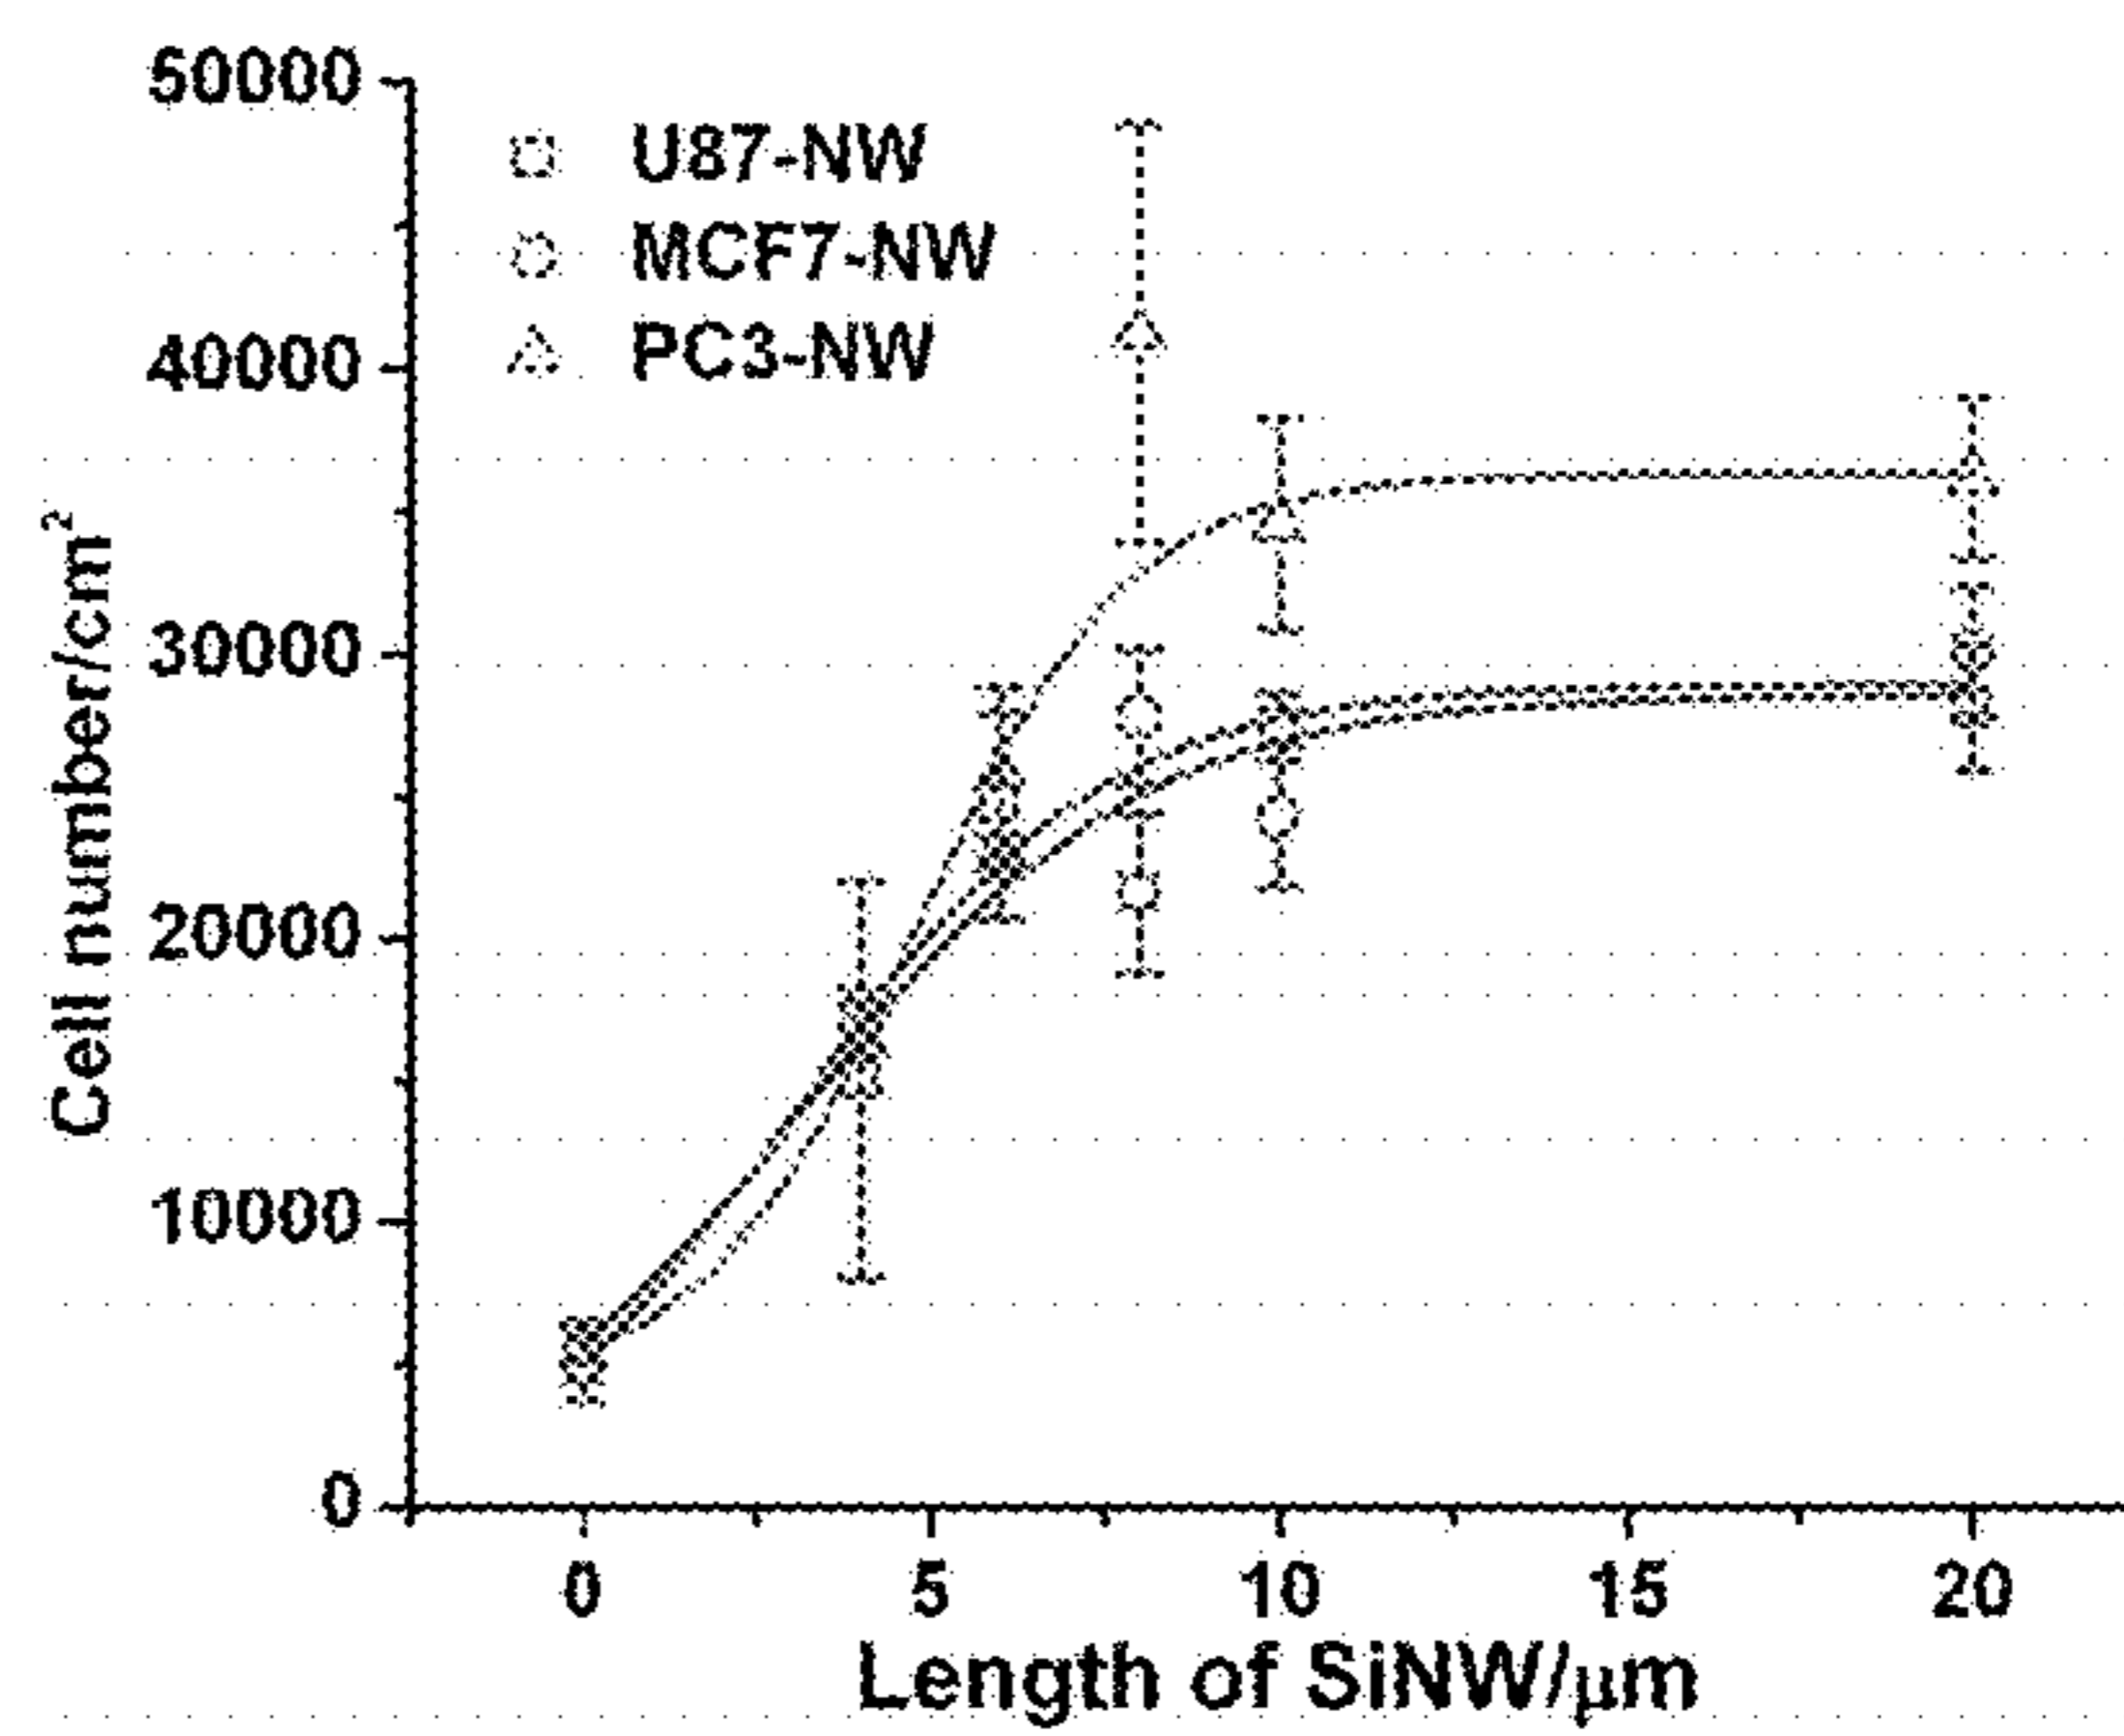 50000
40000
30000
20000
10000
0
U87-NW
MCF7-NW
PC3-NW
Cell number/cm²
0 5 10 15 20
Length of SiNW/μm